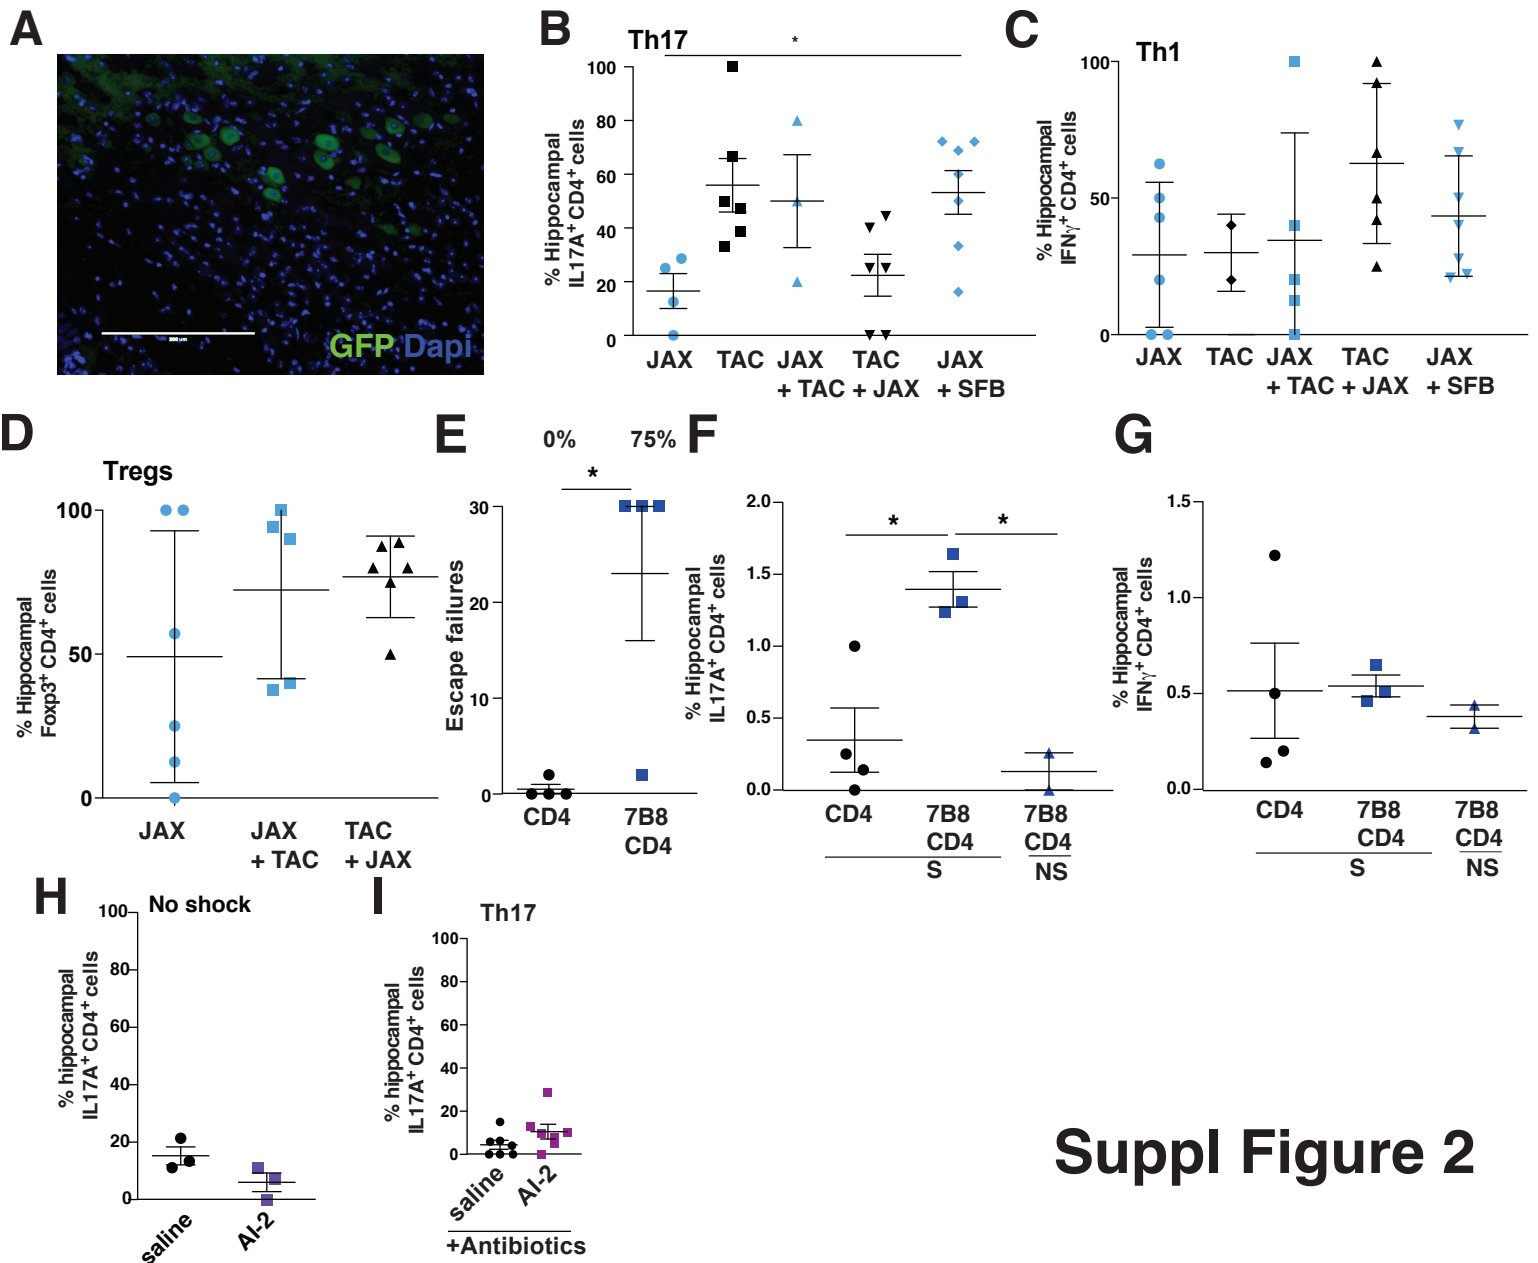 A
GFP Dapi
200 µm
B
Th17
*
% Hippocampal
IL17A+ CD4+ cells
100
80
60
40
20
0
JAX TAC JAX TAC JAX
+ TAC + JAX + SFB
C
Th1
% Hippocampal
IFNγ+ CD4+ cells
100
50
0
JAX TAC JAX TAC JAX
+ TAC + JAX + SFB
D
Tregs
% Hippocampal
Foxp3+ CD4+ cells
100
50
0
JAX JAX TAC
+ TAC + JAX
E
0% 75%
*
Escape failures
30
20
10
0
CD4 7B8
CD4
F
% Hippocampal
IL17A+ CD4+ cells
2.0
1.5
1.0
0.5
0.0
* *
CD4 7B8 7B8
CD4 CD4
S NS
G
% Hippocampal
IFNγ+ CD4+ cells
1.5
1.0
0.5
0.0
CD4 7B8 7B8
CD4 CD4
S NS
H
No shock
% hippocampal
IL17A+ CD4+ cells
100
80
60
40
20
0
saline AI-2
I
Th17
% hippocampal
IL17A+ CD4+ cells
100
80
60
40
20
0
saline AI-2
+Antibiotics
Suppl Figure 2